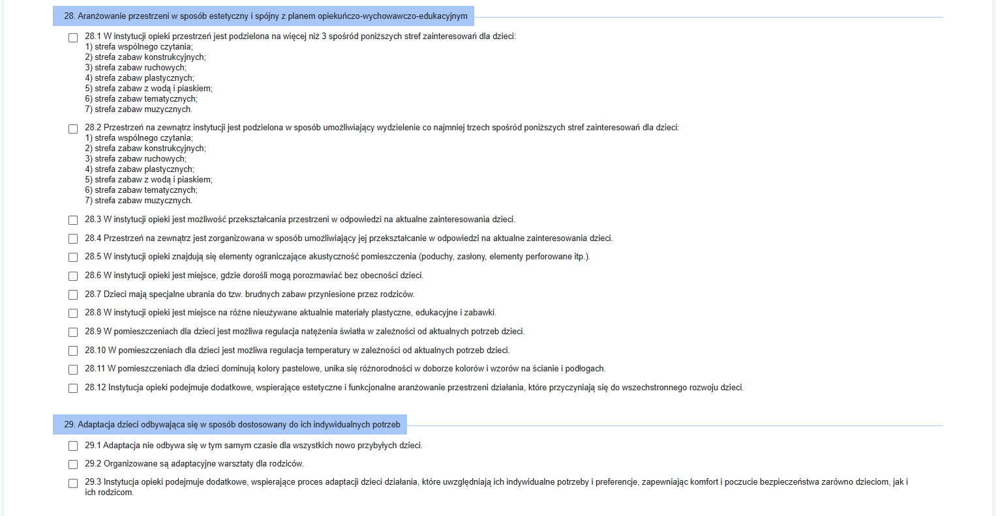 28. Aranżowanie przestrzeni w sposób estetyczny i spójny z planem opiekuńczo-wychowawczo-edukacyjnym
28.1 W instytucji opieki przestrzeń jest podzielona na więcej niż 3 spośród poniższych stref zainteresowań dla dzieci:
1) strefa wspólnego czytania;
2) strefa zabaw konstrukcyjnych;
3) strefa zabaw ruchowych;
4) strefa zabaw plastycznych;
5) strefa zabaw z wodą i piaskiem;
6) strefa zabaw tematycznych;
7) strefa zabaw muzycznych.
28.2 Przestrzeń na zewnątrz instytucji jest podzielona w sposób umożliwiający wydzielenie co najmniej trzech spośród poniższych stref zainteresowań dla dzieci:
1) strefa wspólnego czytania;
2) strefa zabaw konstrukcyjnych;
3) strefa zabaw ruchowych;
4) strefa zabaw plastycznych;
5) strefa zabaw z wodą i piaskiem;
6) strefa zabaw tematycznych;
7) strefa zabaw muzycznych.
28.3 W instytucji opieki jest możliwość przekształcania przestrzeni w odpowiedzi na aktualne zainteresowania dzieci.
28.4 Przestrzeń na zewnątrz jest zorganizowana w sposób umożliwiający jej przekształcanie w odpowiedzi na aktualne zainteresowania dzieci.
28.5 W instytucji opieki znajdują się elementy ograniczające akustyczność pomieszczenia (poduchy, zasłony, elementy perforowane itp.).
28.6 W instytucji opieki jest miejsce, gdzie dorośli mogą porozmawiać bez obecności dzieci.
28.7 Dzieci mają specjalne ubrania do tzw. brudnych zabaw przyniesione przez rodziców.
28.8 W instytucji opieki jest miejsce na różne nieużywane aktualnie materiały plastyczne, edukacyjne i zabawki.
28.9 W pomieszczeniach dla dzieci jest możliwa regulacja natężenia światła w zależności od aktualnych potrzeb dzieci.
28.10 W pomieszczeniach dla dzieci jest możliwa regulacja temperatury w zależności od aktualnych potrzeb dzieci.
28.11 W pomieszczeniach dla dzieci dominują kolory pastelowe, unika się różnorodności w doborze kolorów i wzorów na ścianie i podłogach.
28.12 Instytucja opieki podejmuje dodatkowe, wspierające estetyczne i funkcjonalne aranżowanie przestrzeni działania, które przyczyniają się do wszechstronnego rozwoju dzieci.
29. Adaptacja dzieci odbywająca się w sposób dostosowany do ich indywidualnych potrzeb
29.1 Adaptacja nie odbywa się w tym samym czasie dla wszystkich nowo przybyłych dzieci.
29.2 Organizowane są adaptacyjne warsztaty dla rodziców.
29.3 Instytucja opieki podejmuje dodatkowe, wspierające proces adaptacji dzieci działania, które uwzględniają ich indywidualne potrzeby i preferencje, zapewniając komfort i poczucie bezpieczeństwa zarówno dzieciom, jak i
ich rodzicom.